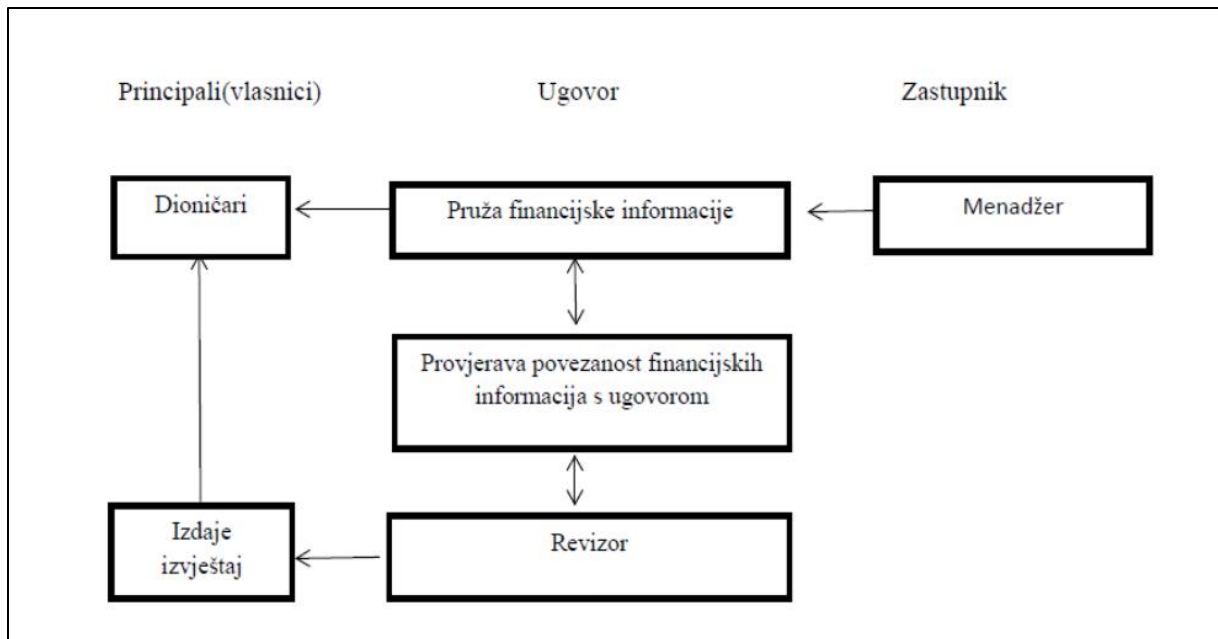 Principali(vlasnici)
Ugovor
Zastupnik
Dioničari
Pruža financijske informacije
Menadžer
Provjerava povezanost financijskih
informacija s ugovorom
Izdaje
izvještaj
Revizor